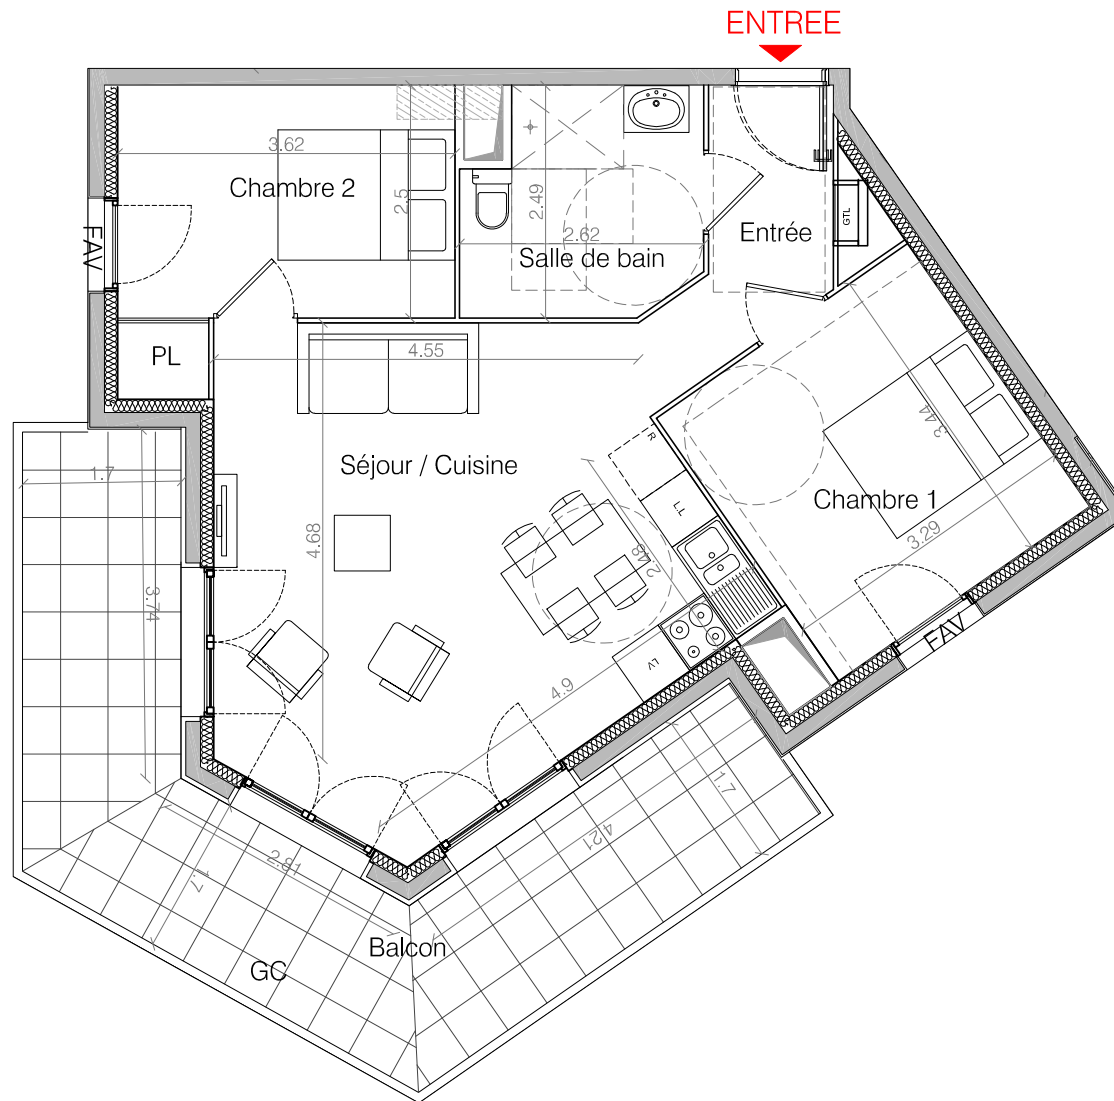 ENTREE
3.62
Chambre 2
2.5
2.49
2.62
Salle de bain
Entrée
GTL
FAV
PL
4.55
R
3.44
Séjour / Cuisine
Chambre 1
1.7
LL
3.29
4.68
2.48
3.74
FAV
LV
4.9
1.7
4.21
2.81
1.7
Balcon
GC